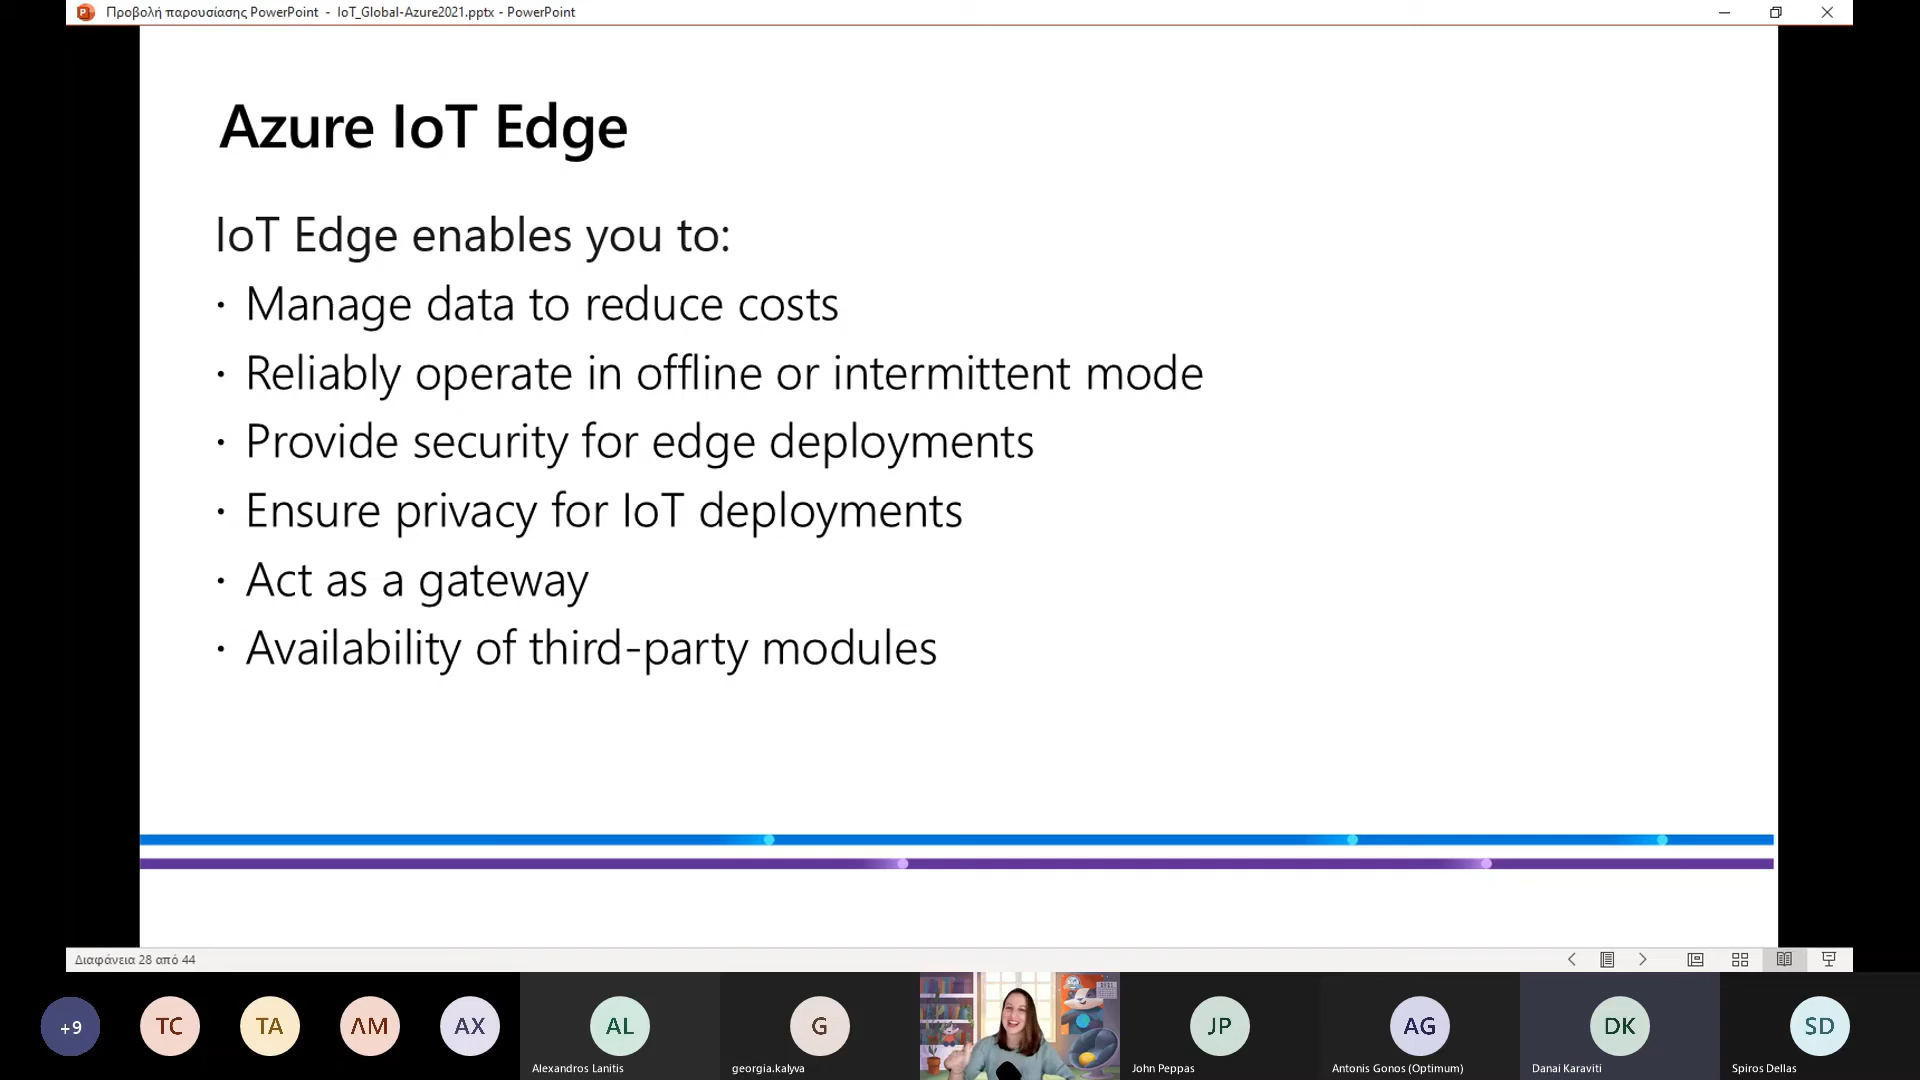 Προβολή παρουσίασης PowerPoint - IoT_Global-Azure2021.pptx - PowerPoint
Azure IoT Edge
IoT Edge enables you to:
· Manage data to reduce costs
· Reliably operate in offline or intermittent mode
· Provide security for edge deployments
· Ensure privacy for IoT deployments
· Act as a gateway
· Availability of third-party modules
Διαφάνεια 28 από 44
+9 TC TA ΛM AX AL G JP AG DK SD
Alexandros Lanitis georgia.kalyva John Peppas Antonis Gonos (Optimum) Danai Karaviti Spiros Dellas